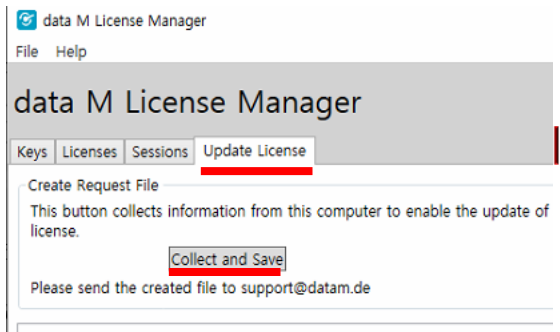 data M License Manager
File Help
data M License Manager
Keys Licenses Sessions Update License
Create Request File
This button collects information from this computer to enable the update of
license.
Collect and Save
Please send the created file to support@datam.de